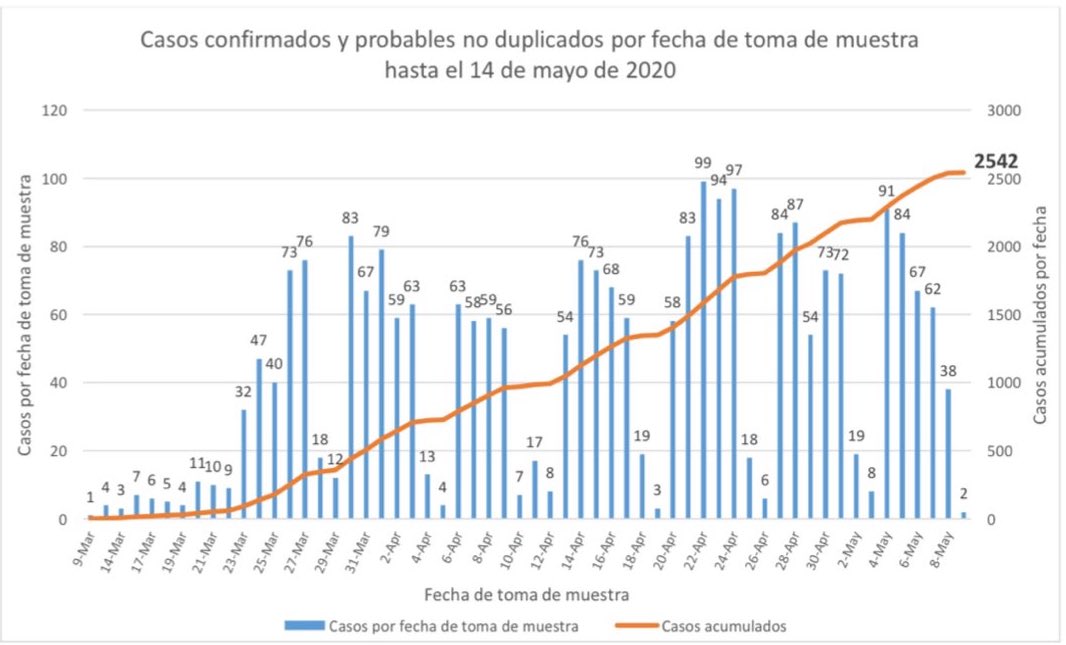 Casos confirmados y probables no duplicados por fecha de toma de muestra
hasta el 14 de mayo de 2020
120 100 80 60 40 20 0
Casos por fecha de toma de muestra
3000 2500 2000 1500 1000 500 0
Casos acumulados por fecha
1 4 3 7 6 5 4 11 10 9 32 47 40 73 76 18 12 83 67 79 59 63 13 4 63 58 59 56 7 17 8 54 76 73 68 59 19 3 58 83 99 94 97 18 6 84 87 54 73 72 19 8 91 84 67 62 38 2
2542
9-Mar 14-Mar 17-Mar 19-Mar 21-Mar 23-Mar 25-Mar 27-Mar 29-Mar 31-Mar 2-Apr 4-Apr 6-Apr 8-Apr 10-Apr 12-Apr 14-Apr 16-Apr 18-Apr 20-Apr 22-Apr 24-Apr 26-Apr 28-Apr 30-Apr 2-May 4-May 6-May 8-May
Fecha de toma de muestra
Casos por fecha de toma de muestra Casos acumulados